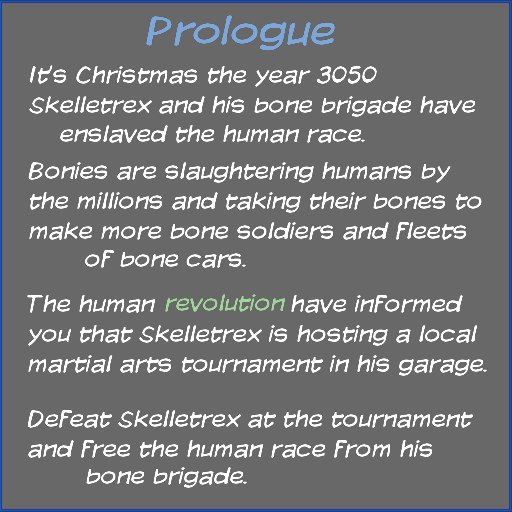 Prologue
It's Christmas the year 3050
Skelletrex and his bone brigade have
enslaved the human race.
Bonies are slaughtering humans by
the millions and taking their bones to
make more bone soldiers and fleets
of bone cars.
The human revolution have informed
you that Skelletrex is hosting a local
martial arts tournament in his garage.
Defeat Skelletrex at the tournament
and free the human race from his
bone brigade.